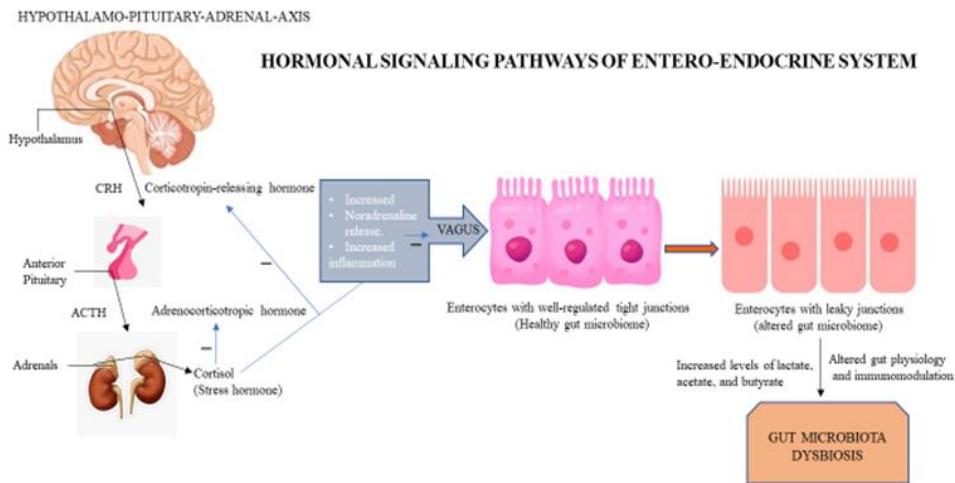 HYPOTHALAMO-PITUITARY-ADRENAL-AXIS
HORMONAL SIGNALING PATHWAYS OF ENTERO-ENDOCRINE SYSTEM
Hypothalamus
CRH
Corticotropin-releasing hormone
Anterior
Pituitary
ACTH
Adrenocorticotropic hormone
Adrenals
Cortisol
(Stress hormone)
• Increased
• Noradrenaline
release.
• Increased
inflammation
VAGUS
Enterocytes with well-regulated tight junctions
(Healthy gut microbiome)
Enterocytes with leaky junctions
(altered gut microbiome)
Increased levels of lactate,
acetate, and butyrate
Altered gut physiology
and immunomodulation
GUT MICROBIOTA
DYSBIOSIS